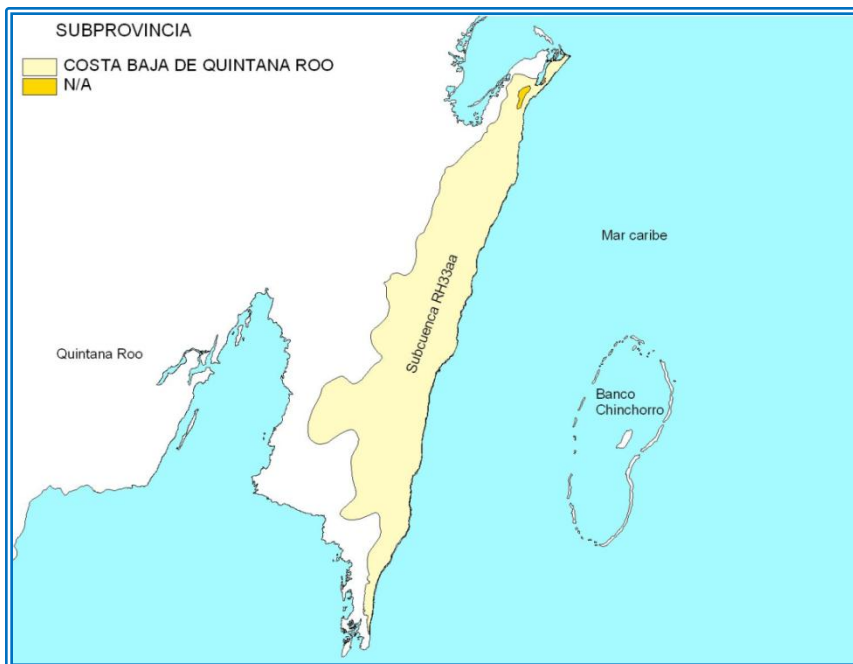 SUBPROVINCIA
COSTA BAJA DE QUINTANA ROO
N/A
Mar caribe
Subcuenca RH33aa
Quintana Roo
Banco
Chinchorro